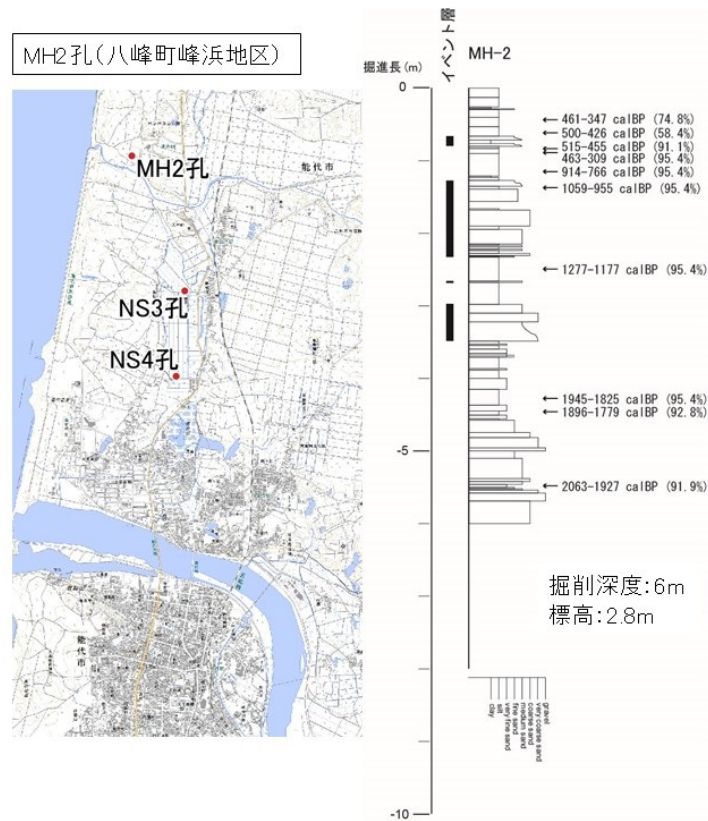 MH2孔(八峰町峰浜地区)
MH2孔
能代市
NS3孔
NS4孔
能代市
掘進長(m)
イベント層
MH-2
0
461-347 calBP (74.8%)
500-426 calBP (58.4%)
515-455 calBP (91.1%)
463-309 calBP (95.4%)
914-766 calBP (95.4%)
1059-955 calBP (95.4%)
1277-1177 calBP (95.4%)
1945-1825 calBP (95.4%)
1896-1779 calBP (92.8%)
-5
2063-1927 calBP (91.9%)
掘削深度:6m
標高:2.8m
clay
silt
very fine sand
fine sand
medium sand
coarse sand
very coarse sand
gravel
-10